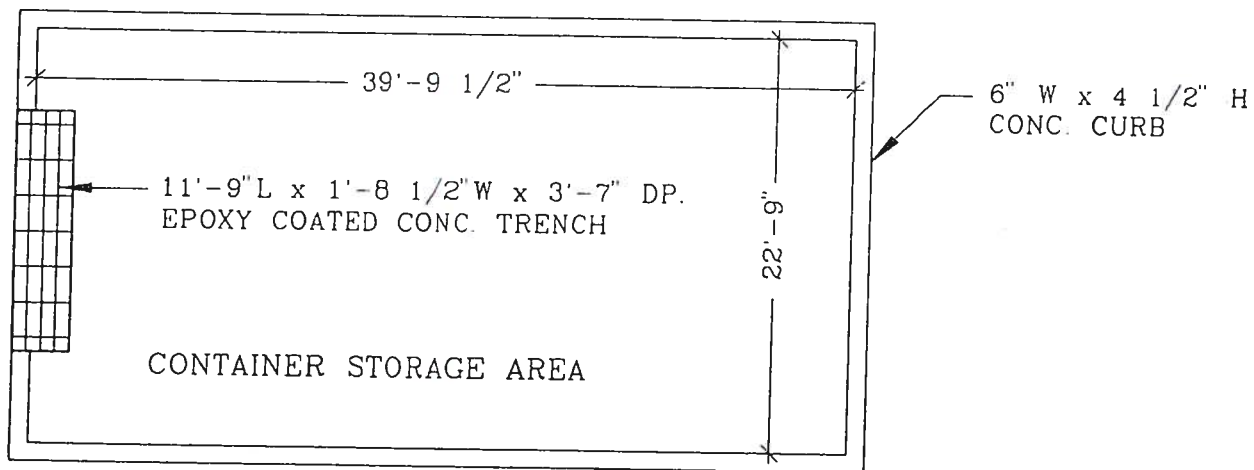 39'-9 1/2"
6" W x 4 1/2" H
CONC. CURB
11'-9"L x 1'-8 1/2"W x 3'-7" DP.
EPOXY COATED CONC. TRENCH
22'-9"
CONTAINER STORAGE AREA